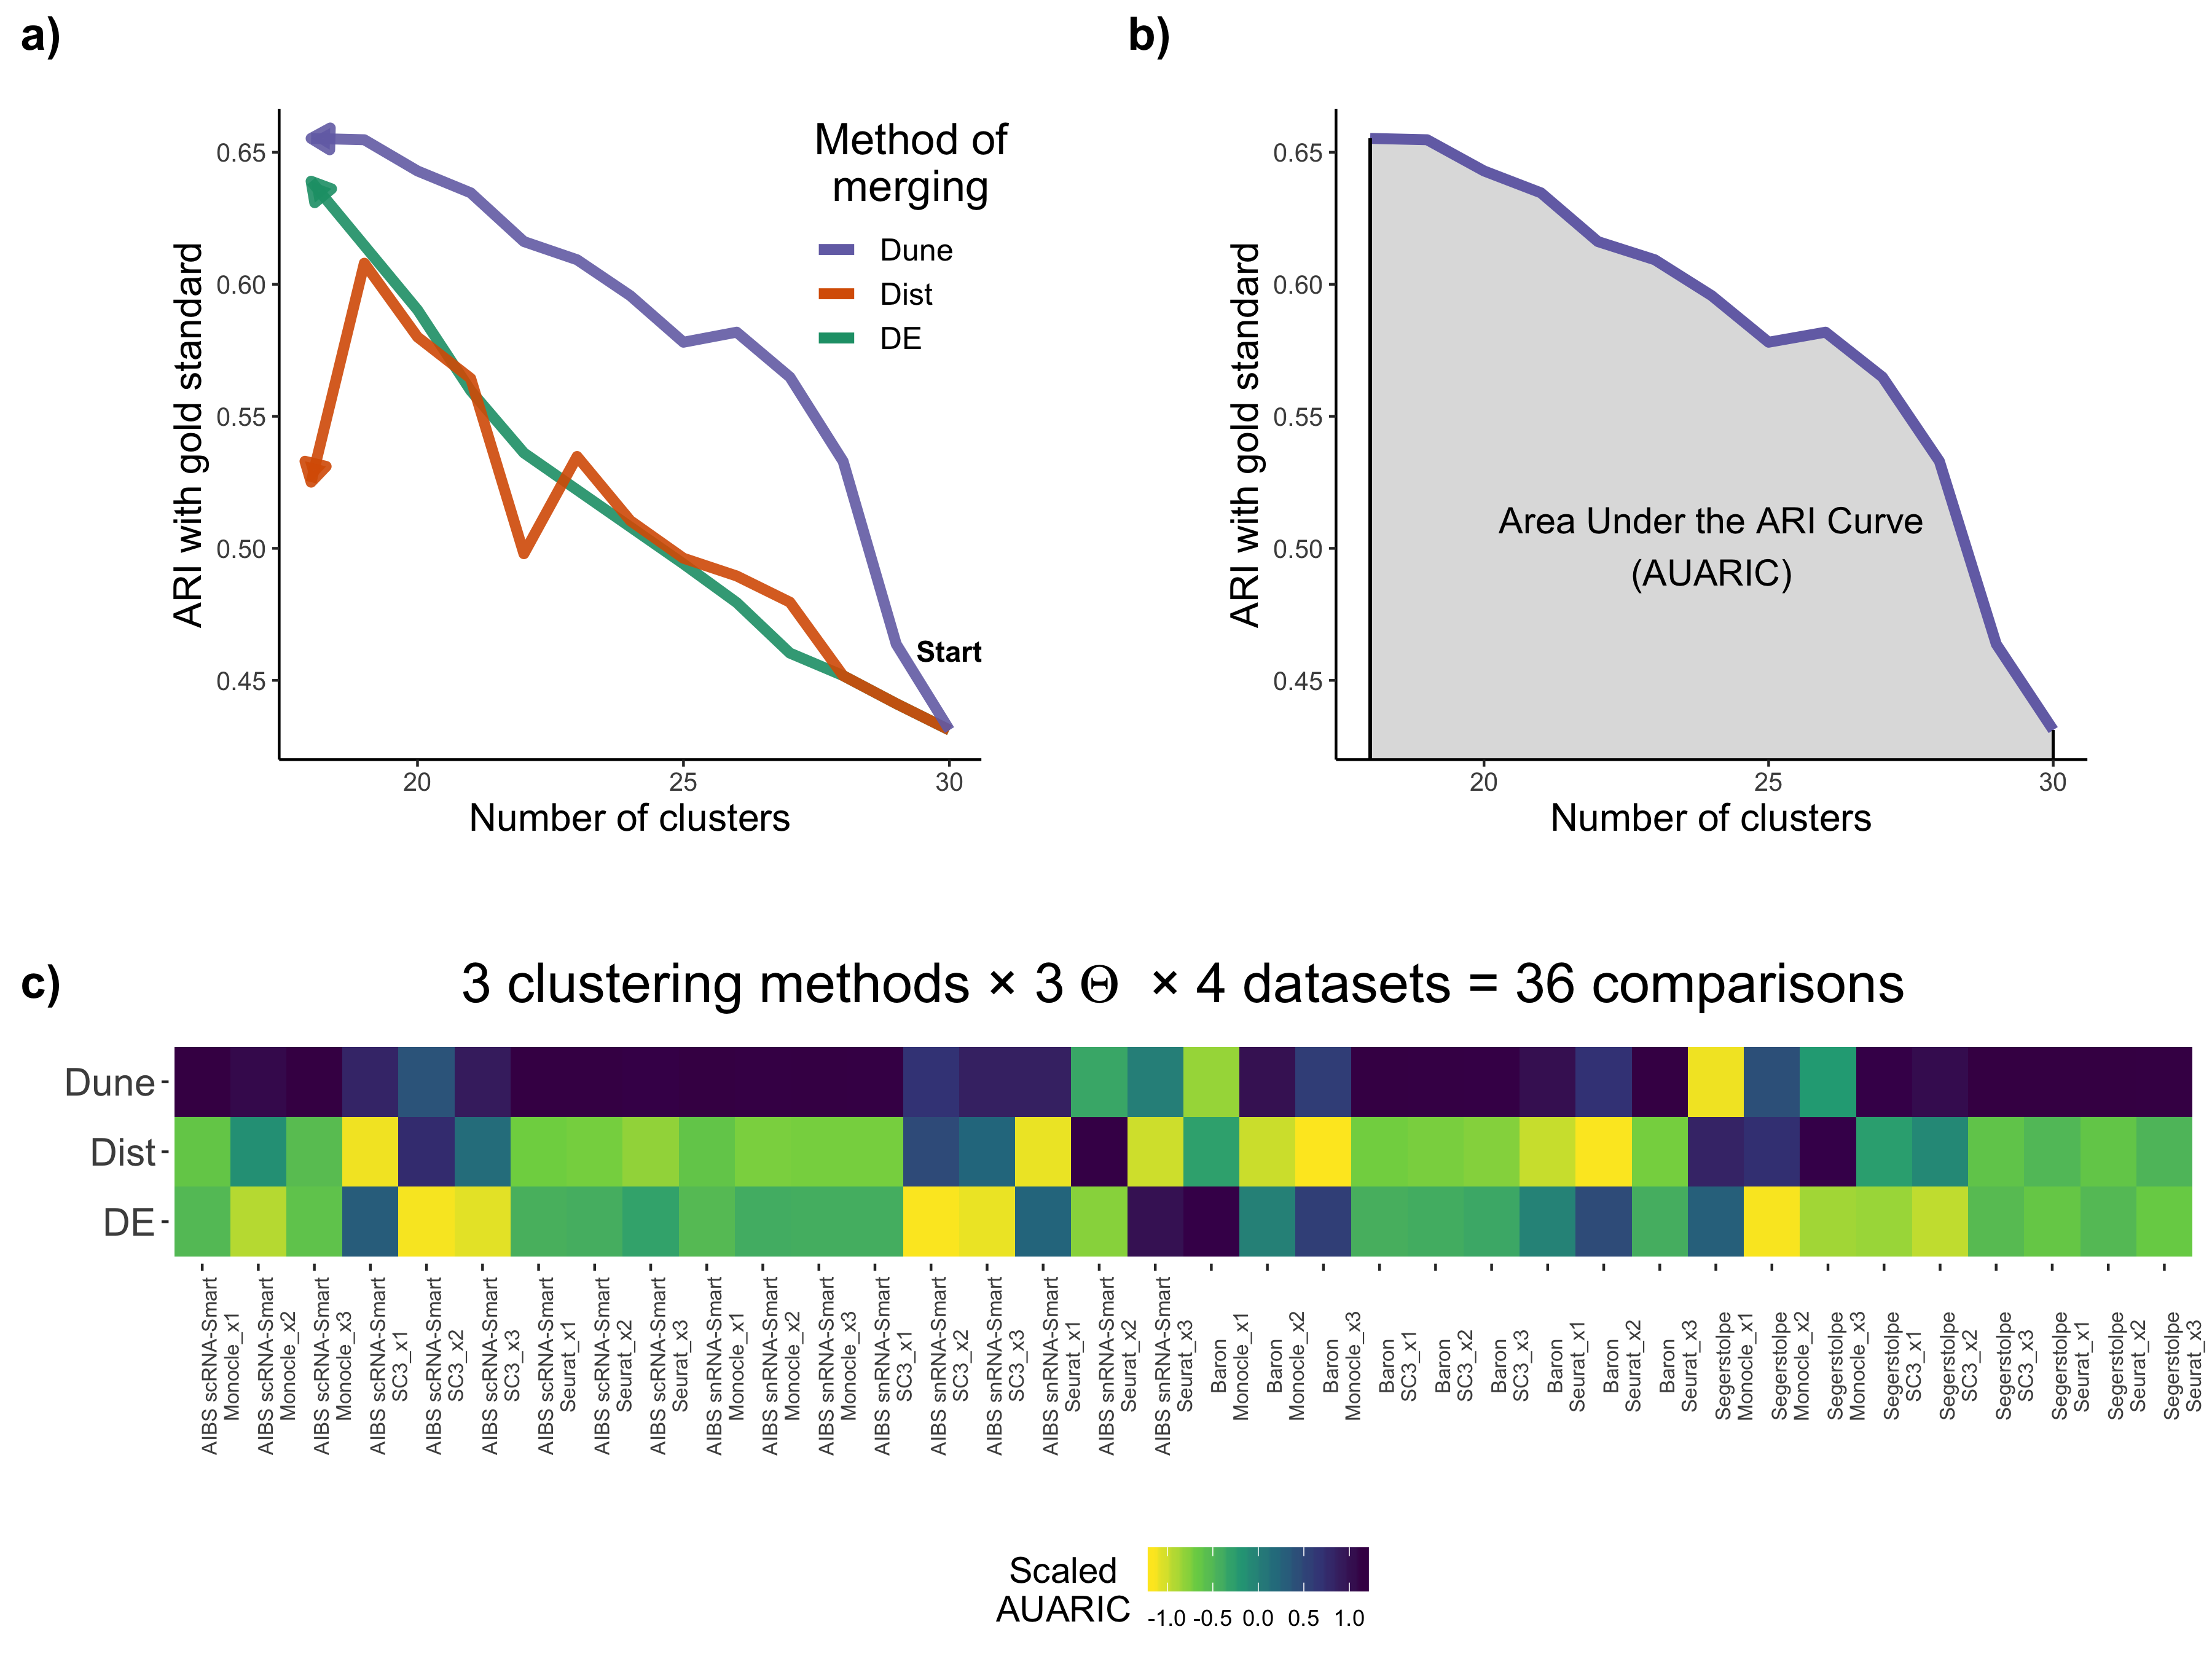 a)
Method of
merging
Dune
Dist
DE
Start
ARI with gold standard
0.65
0.60
0.55
0.50
0.45
20
25
30
Number of clusters
b)
ARI with gold standard
0.65
0.60
0.55
0.50
0.45
Area Under the ARI Curve
(AUARIC)
20
25
30
Number of clusters
c)
3 clustering methods × 3 Θ × 4 datasets = 36 comparisons
Dune
Dist
DE
AIBS scRNA-Smart
Monocle_x1
AIBS scRNA-Smart
Monocle_x2
AIBS scRNA-Smart
Monocle_x3
AIBS scRNA-Smart
SC3_x1
AIBS scRNA-Smart
SC3_x2
AIBS scRNA-Smart
SC3_x3
AIBS scRNA-Smart
Seurat_x1
AIBS scRNA-Smart
Seurat_x2
AIBS scRNA-Smart
Seurat_x3
AIBS snRNA-Smart
Monocle_x1
AIBS snRNA-Smart
Monocle_x2
AIBS snRNA-Smart
Monocle_x3
AIBS snRNA-Smart
SC3_x1
AIBS snRNA-Smart
SC3_x2
AIBS snRNA-Smart
SC3_x3
AIBS snRNA-Smart
Seurat_x1
AIBS snRNA-Smart
Seurat_x2
AIBS snRNA-Smart
Seurat_x3
Baron
Monocle_x1
Baron
Monocle_x2
Baron
Monocle_x3
Baron
SC3_x1
Baron
SC3_x2
Baron
SC3_x3
Baron
Seurat_x1
Baron
Seurat_x2
Baron
Seurat_x3
Segerstolpe
Monocle_x1
Segerstolpe
Monocle_x2
Segerstolpe
Monocle_x3
Segerstolpe
SC3_x1
Segerstolpe
SC3_x2
Segerstolpe
SC3_x3
Segerstolpe
Seurat_x1
Segerstolpe
Seurat_x2
Segerstolpe
Seurat_x3
Scaled
AUARIC
-1.0 -0.5 0.0 0.5 1.0